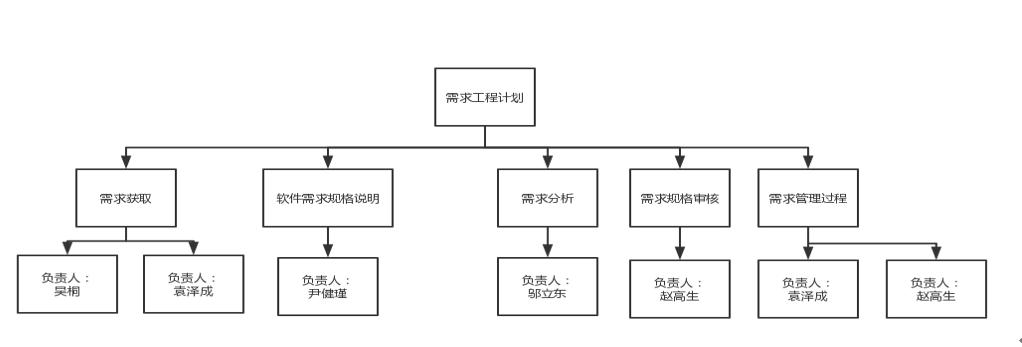 需求工程计划
需求获取
软件需求规格说明
需求分析
需求规格审核
需求管理过程
负责人：
吴桐
负责人：
袁泽成
负责人：
尹健瑾
负责人：
邬立东
负责人：
赵高生
负责人：
袁泽成
负责人：
赵高生